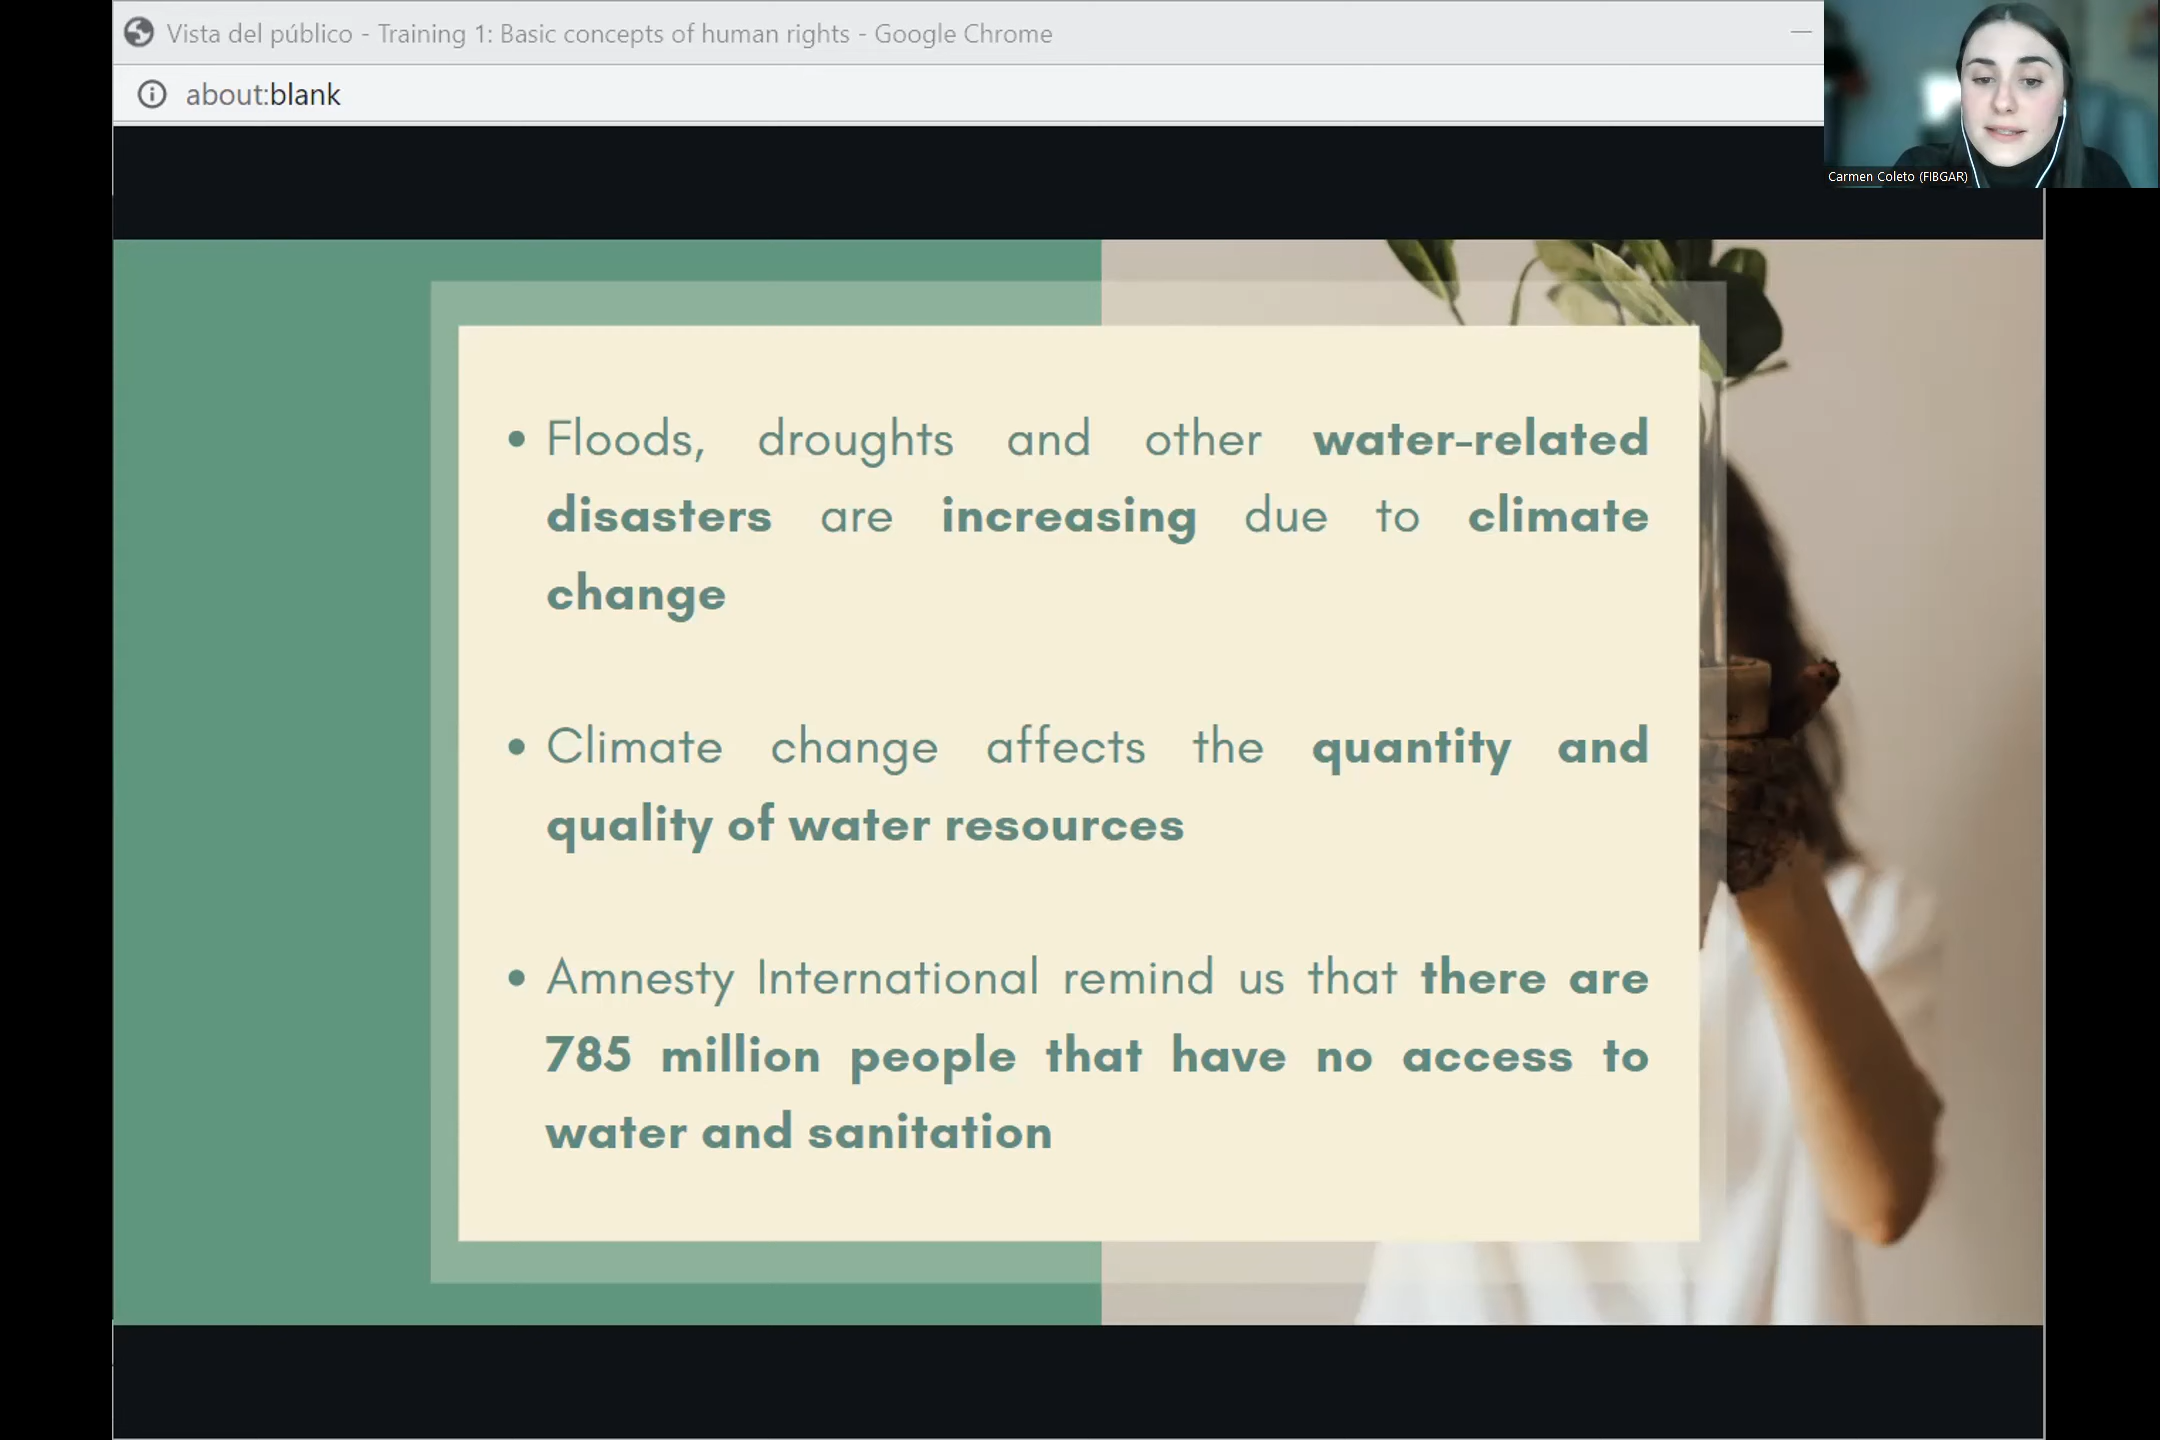 Vista del público - Training 1: Basic concepts of human rights - Google Chrome
about:blank
Carmen Coleto (FIBGAR)
• Floods, droughts and other water-related
disasters are increasing due to climate
change
• Climate change affects the quantity and
quality of water resources
• Amnesty International remind us that there are
785 million people that have no access to
water and sanitation